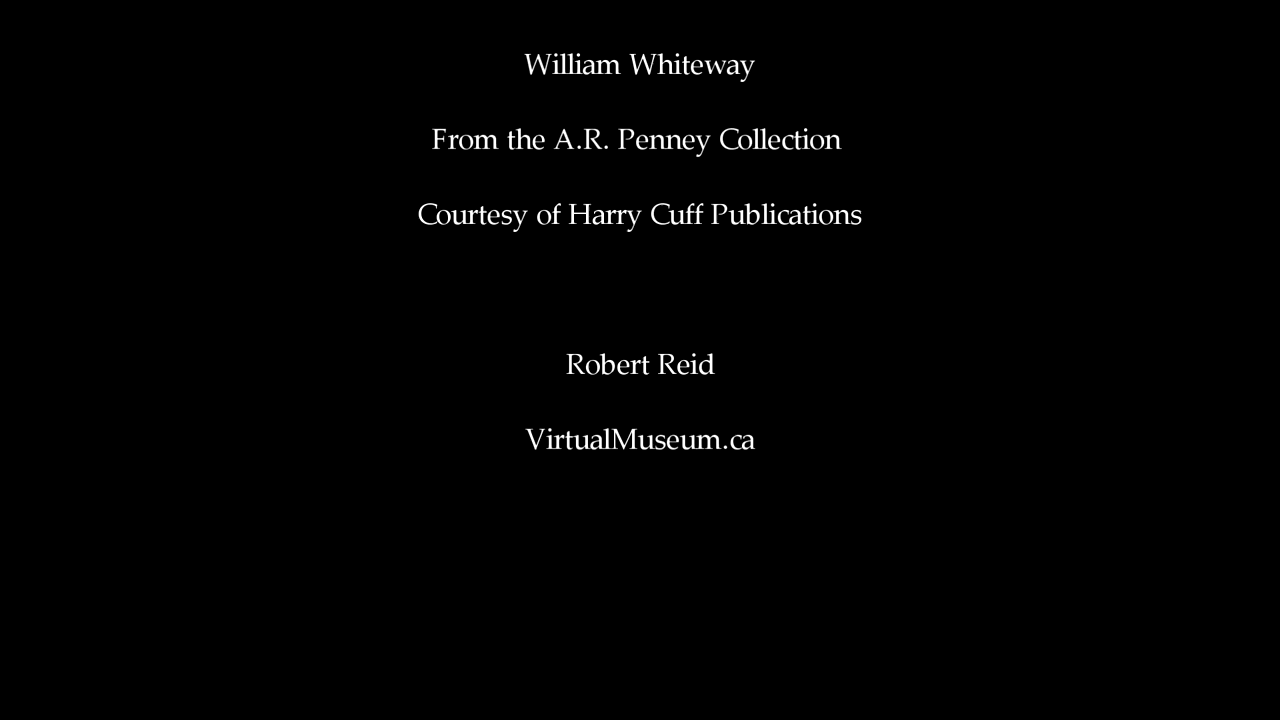 William Whiteway
From the A.R. Penney Collection
Courtesy of Harry Cuff Publications
Robert Reid
VirtualMuseum.ca